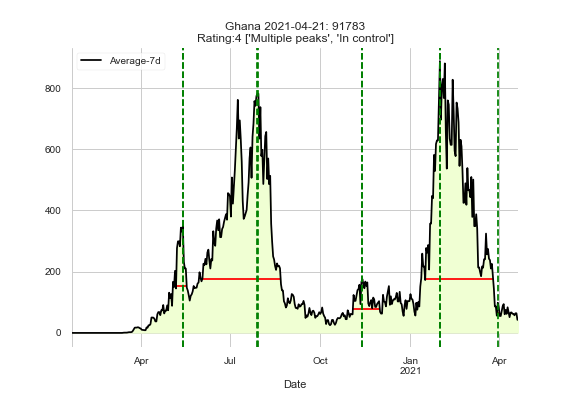 Ghana 2021-04-21: 91783
Rating:4 ['Multiple peaks', 'In control']
Average-7d
800
600
400
200
0
Apr
Jul
Oct
Jan
2021
Apr
Date